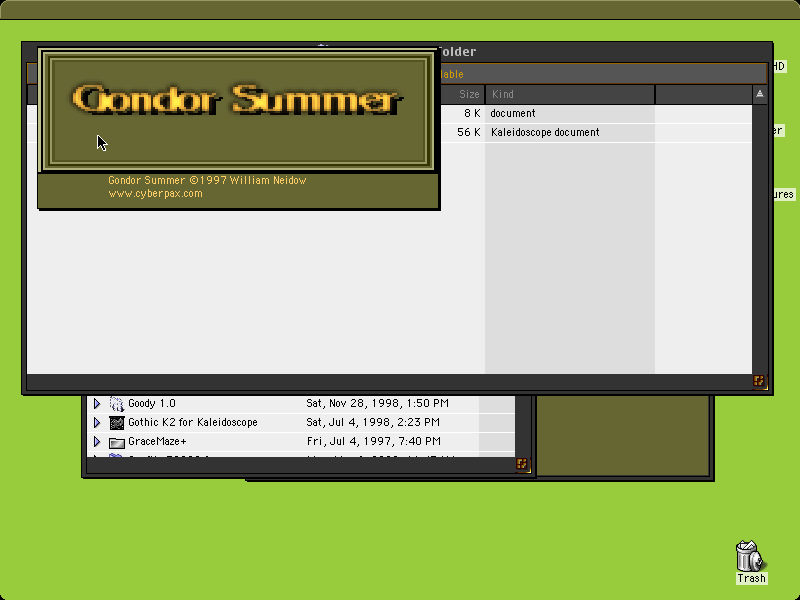 older
HD
Gondor Summer
lable
Size Kind
8 K document
56 K Kaleidoscope document
er
Gondor Summer ©1997 William Neidow
www.cyberpax.com
ures
Goody 1.0 Sat, Nov 28, 1998, 1:50 PM
Gothic K2 for Kaleidoscope Sat, Jul 4, 1998, 2:23 PM
GraceMaze+ Fri, Jul 4, 1997, 7:40 PM
Trash